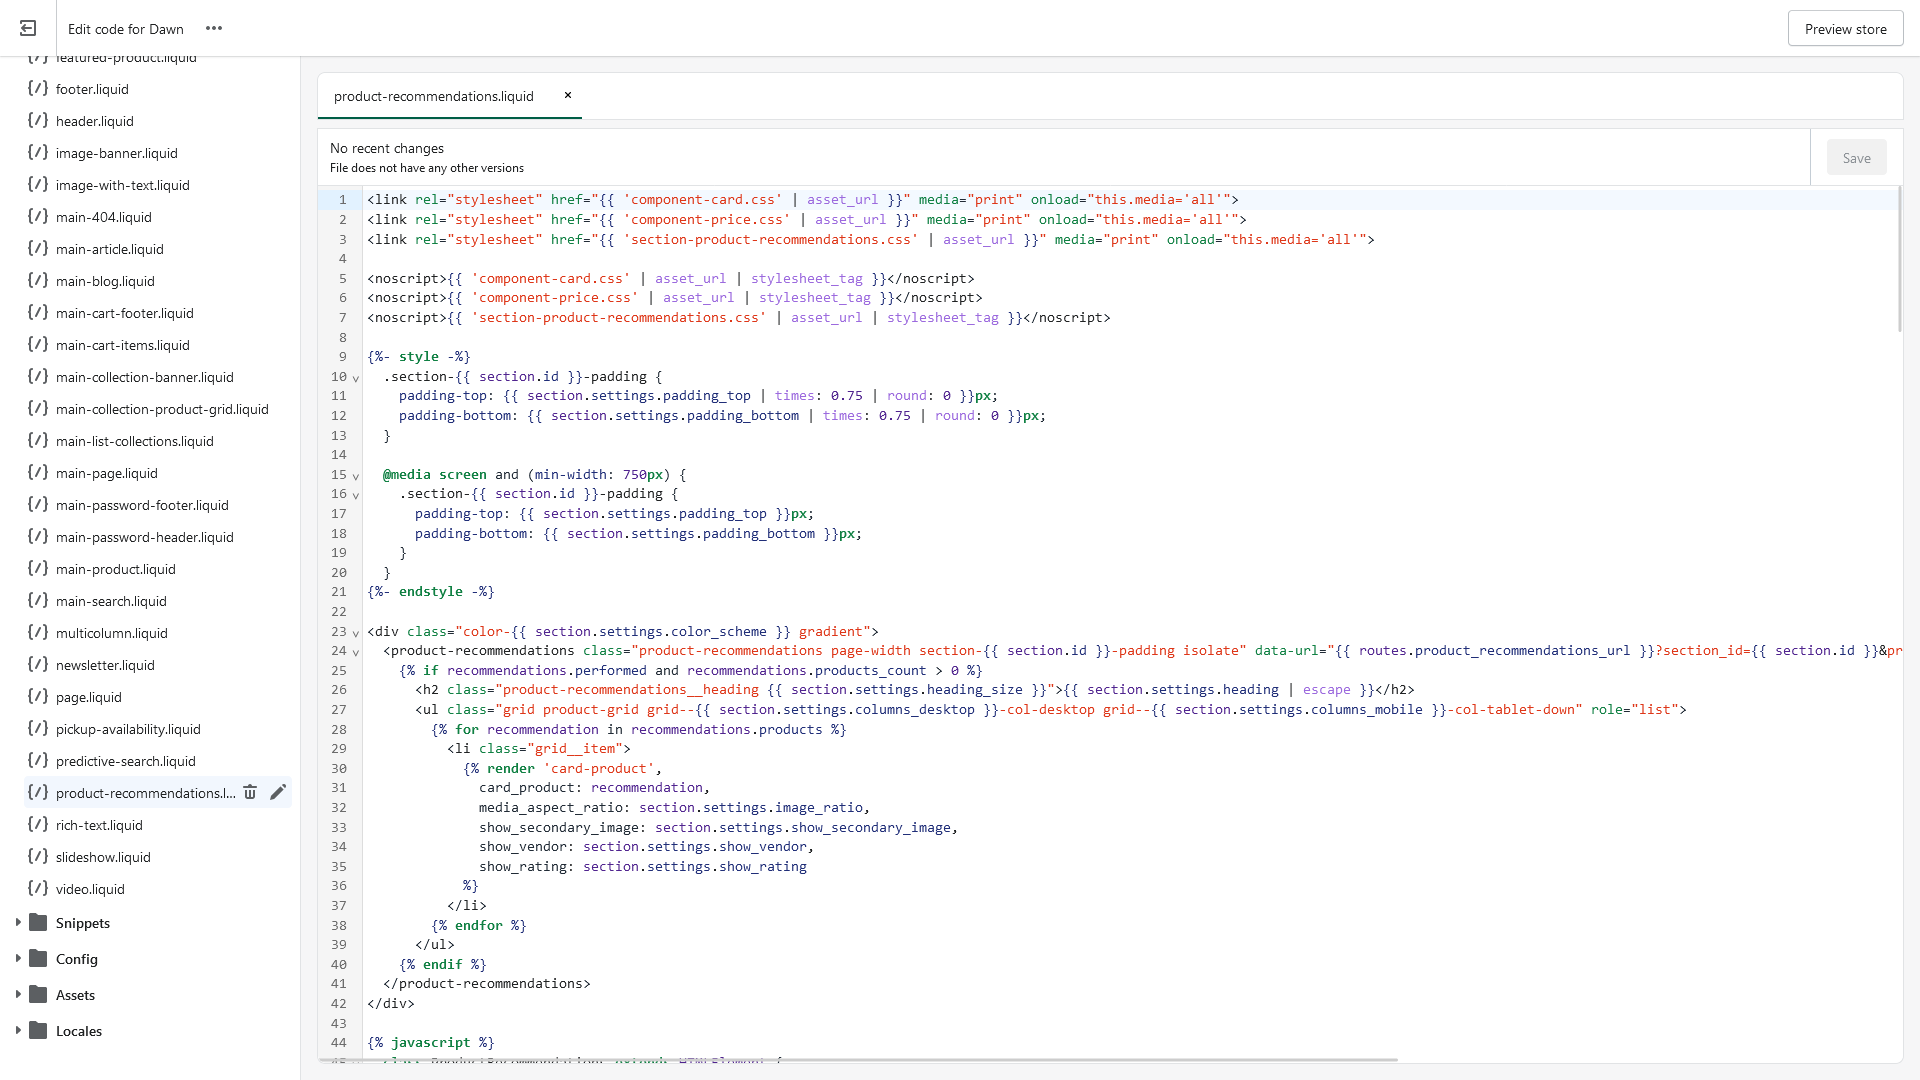 Edit code for Dawn
Preview store
featured-product.liquid
footer.liquid
header.liquid
image-banner.liquid
image-with-text.liquid
main-404.liquid
main-article.liquid
main-blog.liquid
main-cart-footer.liquid
main-cart-items.liquid
main-collection-banner.liquid
main-collection-product-grid.liquid
main-list-collections.liquid
main-page.liquid
main-password-footer.liquid
main-password-header.liquid
main-product.liquid
main-search.liquid
multicolumn.liquid
newsletter.liquid
page.liquid
pickup-availability.liquid
predictive-search.liquid
product-recommendations.l...
rich-text.liquid
slideshow.liquid
video.liquid
Snippets
Config
Assets
Locales
product-recommendations.liquid ×
No recent changes
File does not have any other versions
Save
1 <link rel="stylesheet" href="{{ 'component-card.css' | asset_url }}" media="print" onload="this.media='all'">
2 <link rel="stylesheet" href="{{ 'component-price.css' | asset_url }}" media="print" onload="this.media='all'">
3 <link rel="stylesheet" href="{{ 'section-product-recommendations.css' | asset_url }}" media="print" onload="this.media='all'">
4
5 <noscript>{{ 'component-card.css' | asset_url | stylesheet_tag }}</noscript>
6 <noscript>{{ 'component-price.css' | asset_url | stylesheet_tag }}</noscript>
7 <noscript>{{ 'section-product-recommendations.css' | asset_url | stylesheet_tag }}</noscript>
8
9 {%- style -%}
10 .section-{{ section.id }}-padding {
11 padding-top: {{ section.settings.padding_top | times: 0.75 | round: 0 }}px;
12 padding-bottom: {{ section.settings.padding_bottom | times: 0.75 | round: 0 }}px;
13 }
14
15 @media screen and (min-width: 750px) {
16 .section-{{ section.id }}-padding {
17 padding-top: {{ section.settings.padding_top }}px;
18 padding-bottom: {{ section.settings.padding_bottom }}px;
19 }
20 }
21 {%- endstyle -%}
22
23 <div class="color-{{ section.settings.color_scheme }} gradient">
24 <product-recommendations class="product-recommendations page-width section-{{ section.id }}-padding isolate" data-url="{{ routes.product_recommendations_url }}?section_id={{ section.id }}&pr
25 {% if recommendations.performed and recommendations.products_count > 0 %}
26 <h2 class="product-recommendations__heading {{ section.settings.heading_size }}">{{ section.settings.heading | escape }}</h2>
27 <ul class="grid product-grid grid--{{ section.settings.columns_desktop }}-col-desktop grid--{{ section.settings.columns_mobile }}-col-tablet-down" role="list">
28 {% for recommendation in recommendations.products %}
29 <li class="grid__item">
30 {% render 'card-product',
31 card_product: recommendation,
32 media_aspect_ratio: section.settings.image_ratio,
33 show_secondary_image: section.settings.show_secondary_image,
34 show_vendor: section.settings.show_vendor,
35 show_rating: section.settings.show_rating
36 %}
37 </li>
38 {% endfor %}
39 </ul>
40 {% endif %}
41 </product-recommendations>
42 </div>
43
44 {% javascript %}
45 class ProductRecommendations extends HTMLElement {